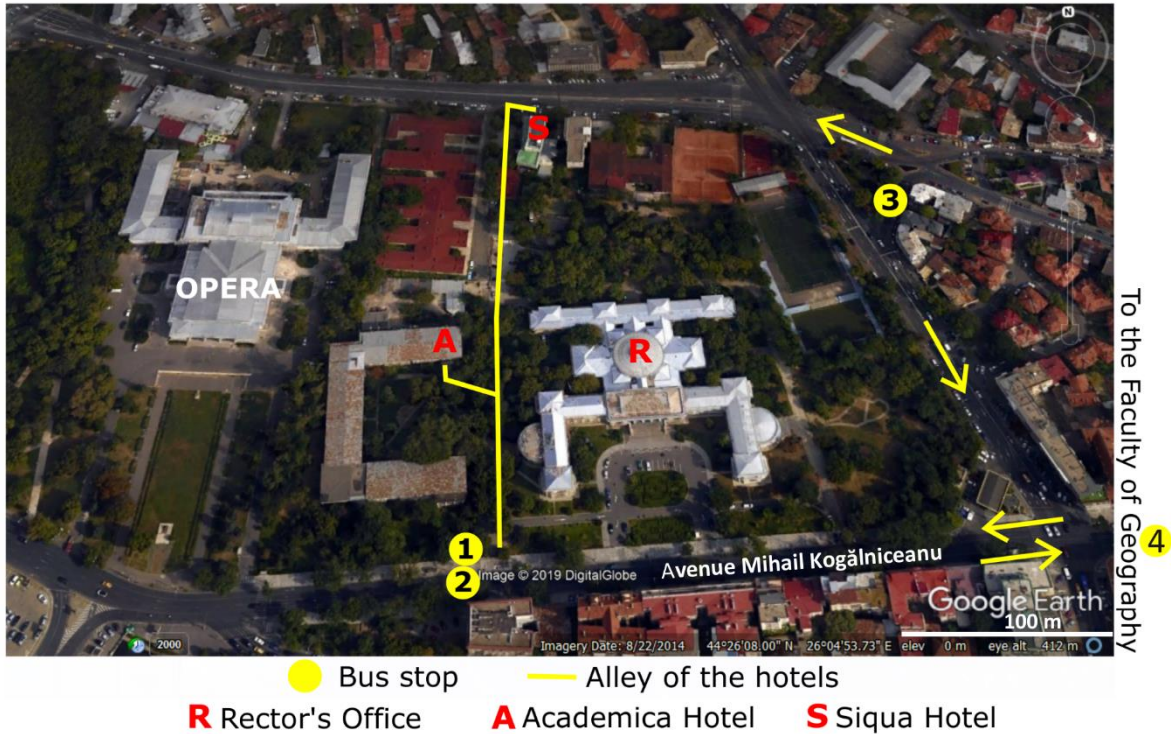 N
S
3
OPERA
A
R
To the Faculty of Geography
1
2
4
Avenue Mihail Kogălniceanu
Image © 2019 DigitalGlobe
Google Earth
100 m
2000
Imagery Date: 8/22/2014 44°26'08.00" N 26°04'53.73" E elev 0 m eye alt 412 m
Bus stop Alley of the hotels
R Rector's Office A Academica Hotel S Siqua Hotel